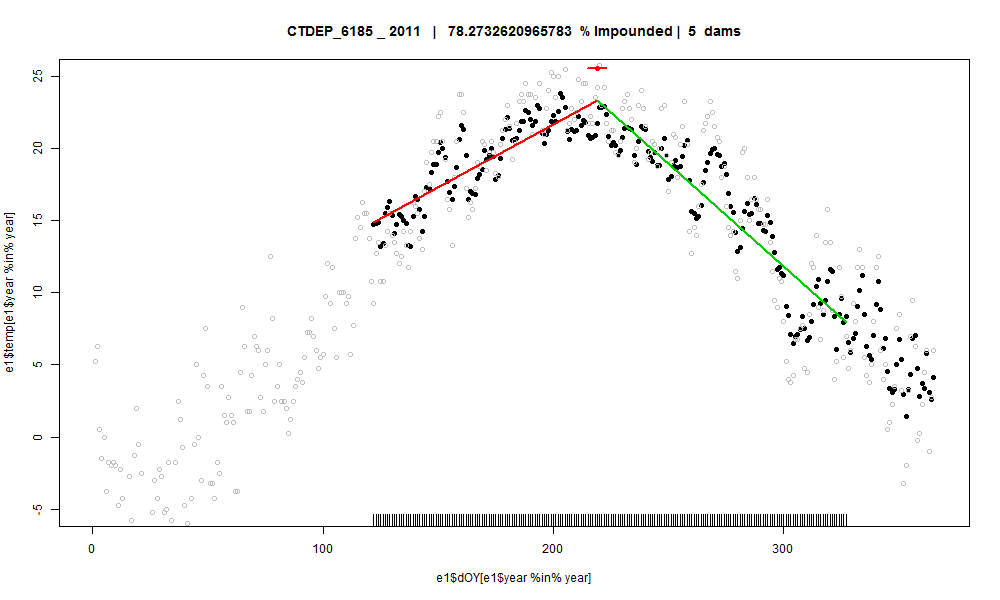 CTDEP_6185 _ 2011 | 78.2732620965783 % Impounded | 5 dams
e1$temp[e1$year %in% year]
25
20
15
10
5
0
-5
0 100 200 300
e1$dOY[e1$year %in% year]